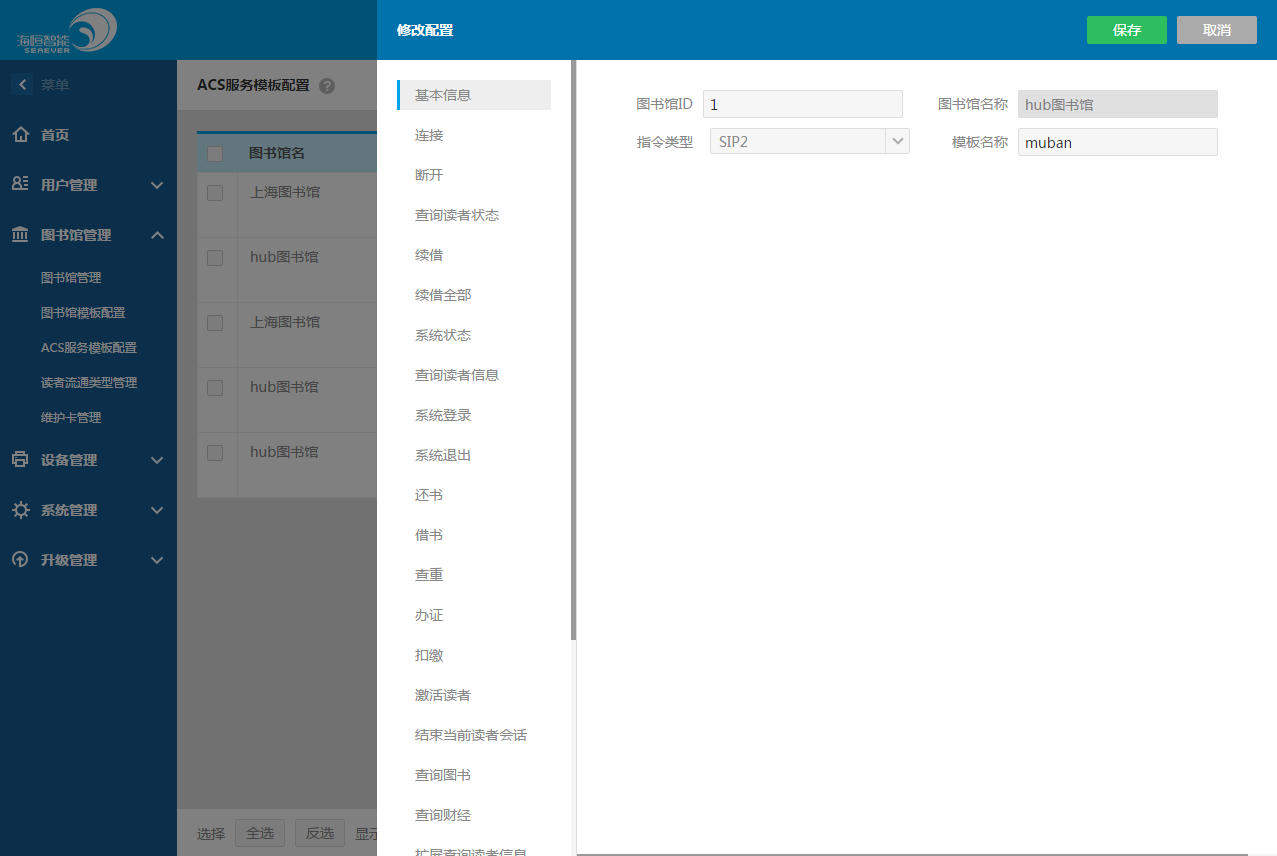 海恒智能
SEAEVER
修改配置
保存
取消
菜单
首页
用户管理
图书馆管理
图书馆管理
图书馆模板配置
ACS服务模板配置
读者流通类型管理
维护卡管理
设备管理
系统管理
升级管理
ACS服务模板配置 ?
图书馆名
上海图书馆
hub图书馆
上海图书馆
hub图书馆
hub图书馆
选择 全选 反选 显示
基本信息
连接
断开
查询读者状态
续借
续借全部
系统状态
查询读者信息
系统登录
系统退出
还书
借书
查重
办证
扣缴
激活读者
结束当前读者会话
查询图书
查询财经
扩展查询读者信息
图书馆ID 1 图书馆名称 hub图书馆
指令类型 SIP2 模板名称 muban